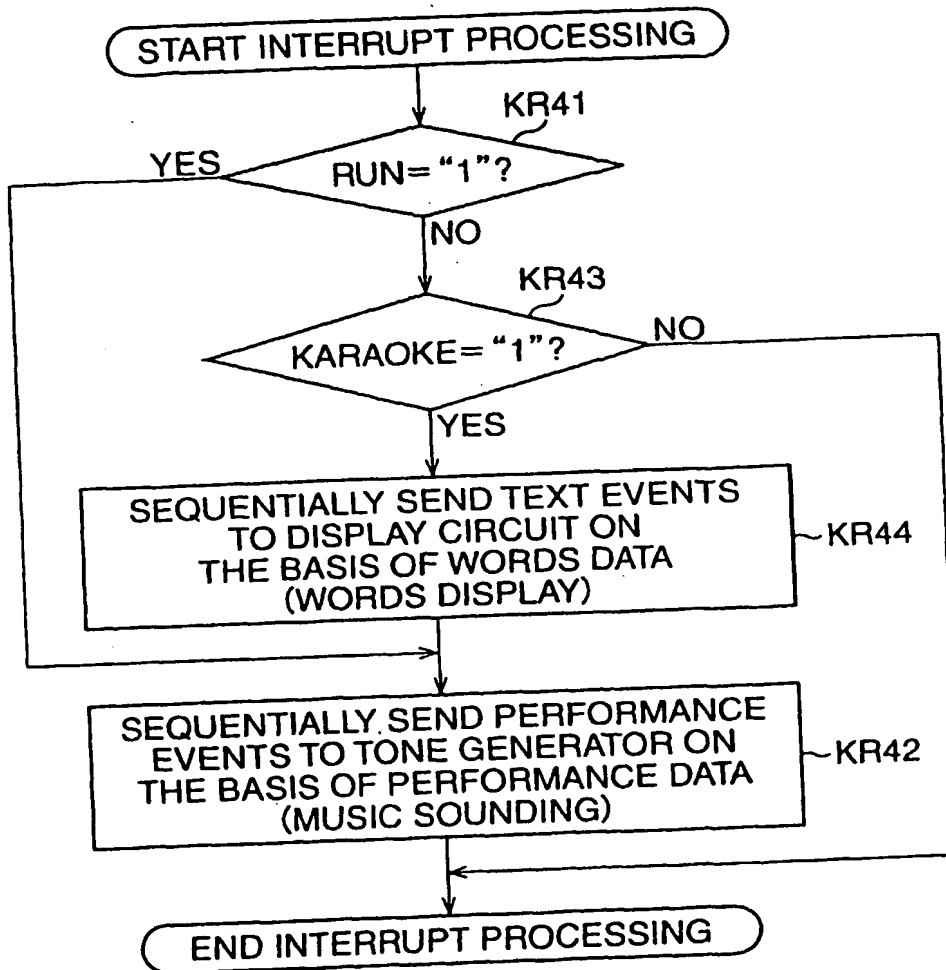 START INTERRUPT PROCESSING
KR41
YES
RUN= “1”?
NO
KR43
NO
KARAOKE= “1”?
YES
SEQUENTIALLY SEND TEXT EVENTS
TO DISPLAY CIRCUIT ON
THE BASIS OF WORDS DATA
(WORDS DISPLAY)
KR44
SEQUENTIALLY SEND PERFORMANCE
EVENTS TO TONE GENERATOR ON
THE BASIS OF PERFORMANCE DATA
(MUSIC SOUNDING)
KR42
END INTERRUPT PROCESSING